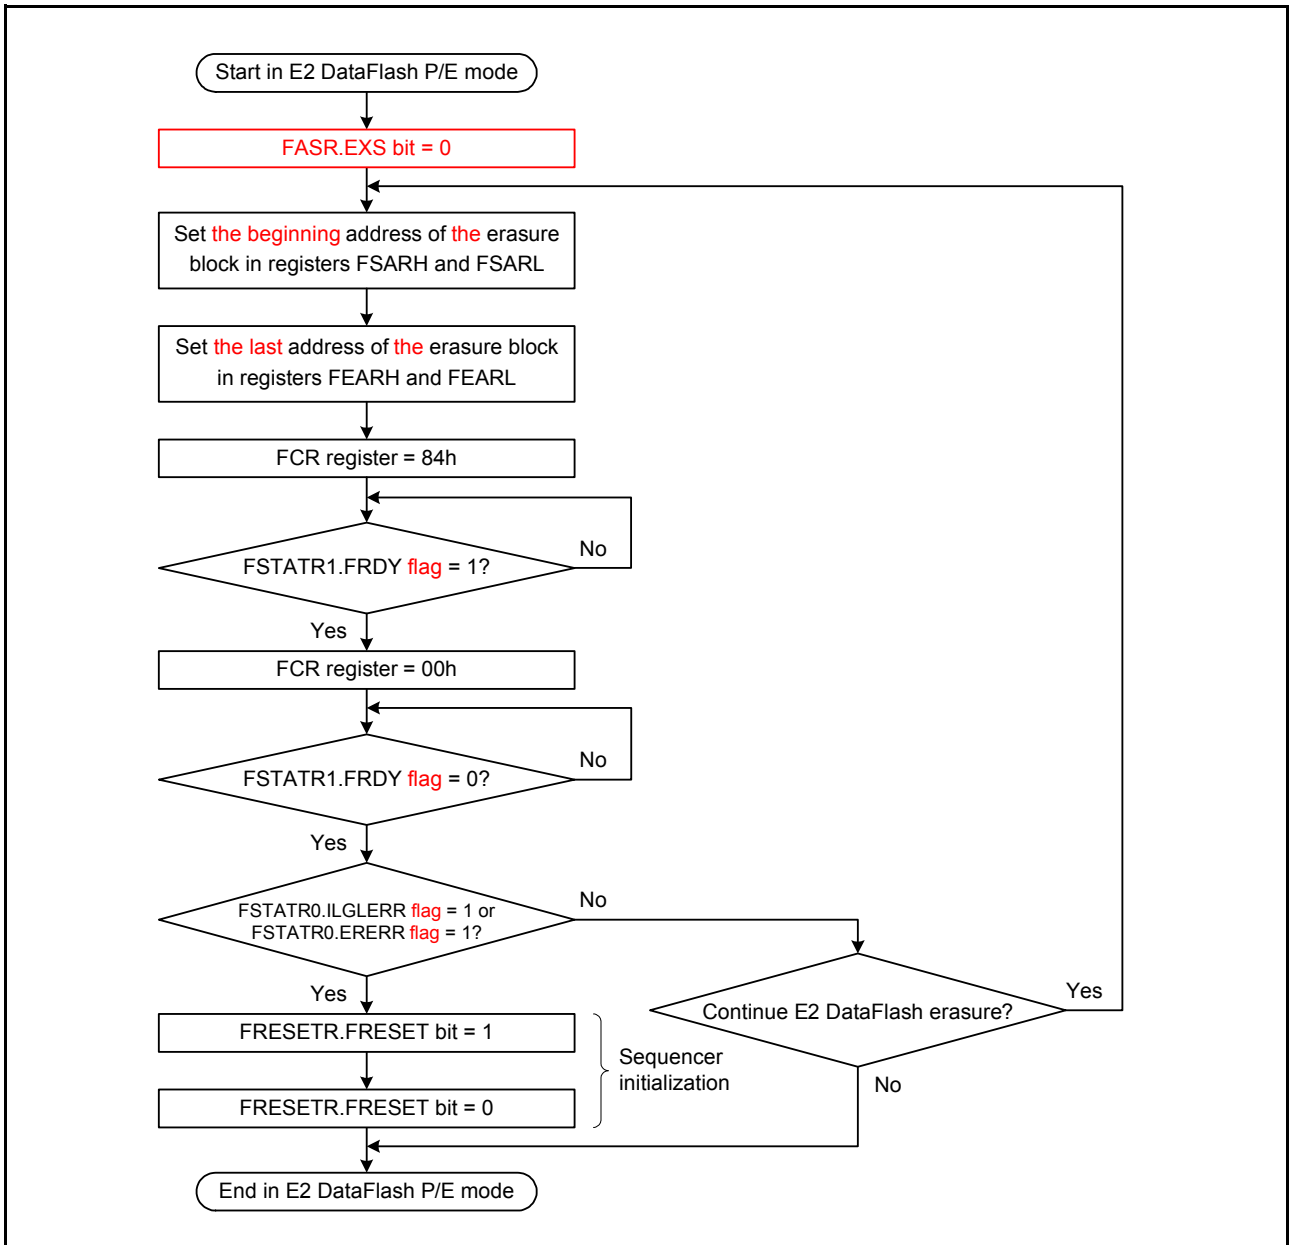 Start in E2 DataFlash P/E mode
FASR.EXS bit = 0
Set the beginning address of the erasure
block in registers FSARH and FSARL
Set the last address of the erasure block
in registers FEARH and FEARL
FCR register = 84h
FSTATR1.FRDY flag = 1?
No
Yes
FCR register = 00h
FSTATR1.FRDY flag = 0?
No
Yes
FSTATR0.ILGLERR flag = 1 or
FSTATR0.ERERR flag = 1?
No
Yes
Continue E2 DataFlash erasure?
Yes
No
FRESETR.FRESET bit = 1
FRESETR.FRESET bit = 0
Sequencer
initialization
End in E2 DataFlash P/E mode